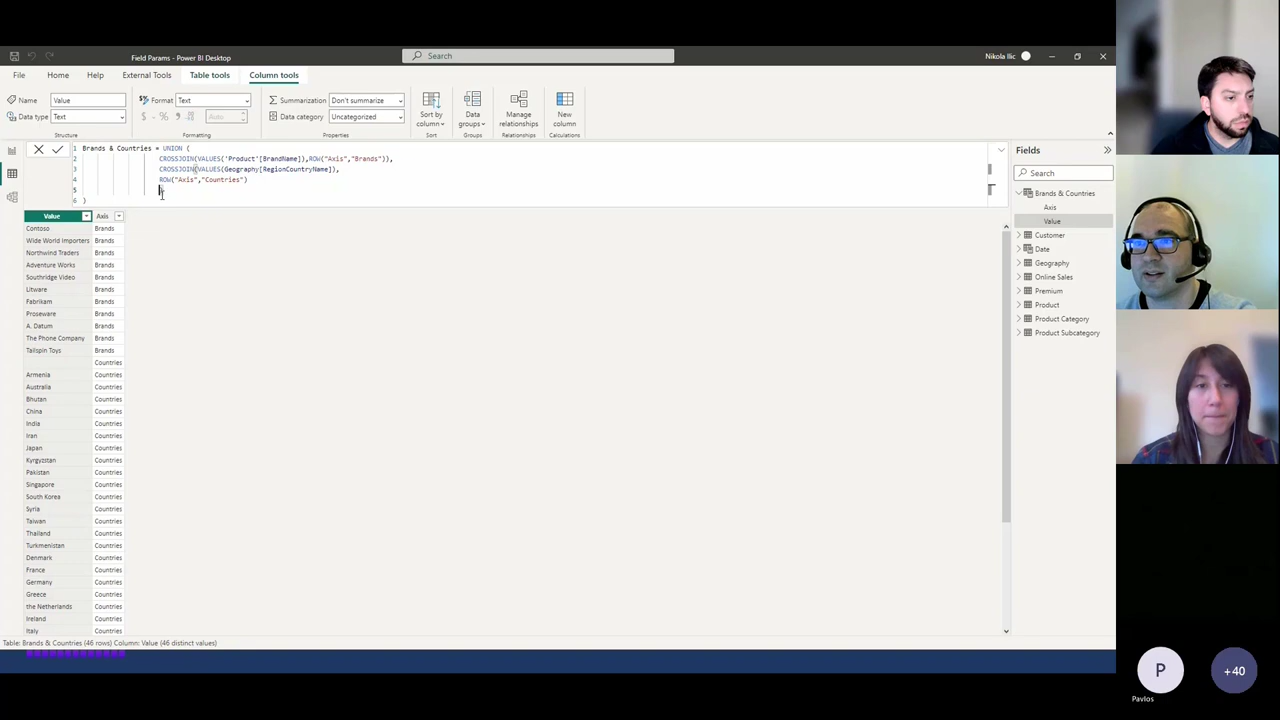 Field Params - Power BI Desktop
Search
Nikola Ilic
File
Home
Help
External Tools
Table tools
Column tools
Name
Value
Format
Text
Summarization
Don't summarize
Data type
Text
$
%
Auto
Data category
Uncategorized
Sort by
column
Data
groups
Manage
relationships
New
column
Structure
Formatting
Properties
Sort
Groups
Relationships
Calculations
1 Brands & Countries = UNION (
2 CROSSJOIN(VALUES('Product'[BrandName]),ROW("Axis","Brands")),
3 CROSSJOIN(VALUES(Geography[RegionCountryName]),
4 ROW("Axis","Countries")
5 )
6 )
Value Axis
Contoso Brands
Wide World Importers Brands
Northwind Traders Brands
Adventure Works Brands
Southridge Video Brands
Litware Brands
Fabrikam Brands
Proseware Brands
A. Datum Brands
The Phone Company Brands
Tailspin Toys Brands
Countries
Armenia Countries
Australia Countries
Bhutan Countries
China Countries
India Countries
Iran Countries
Japan Countries
Kyrgyzstan Countries
Pakistan Countries
Singapore Countries
South Korea Countries
Syria Countries
Taiwan Countries
Thailand Countries
Turkmenistan Countries
Denmark Countries
France Countries
Germany Countries
Greece Countries
the Netherlands Countries
Ireland Countries
Italy Countries
Table: Brands & Countries (46 rows) Column: Value (46 distinct values)
Fields
Search
Brands & Countries
Axis
Value
Customer
Date
Geography
Online Sales
Premium
Product
Product Category
Product Subcategory
P
Pavlos
+40